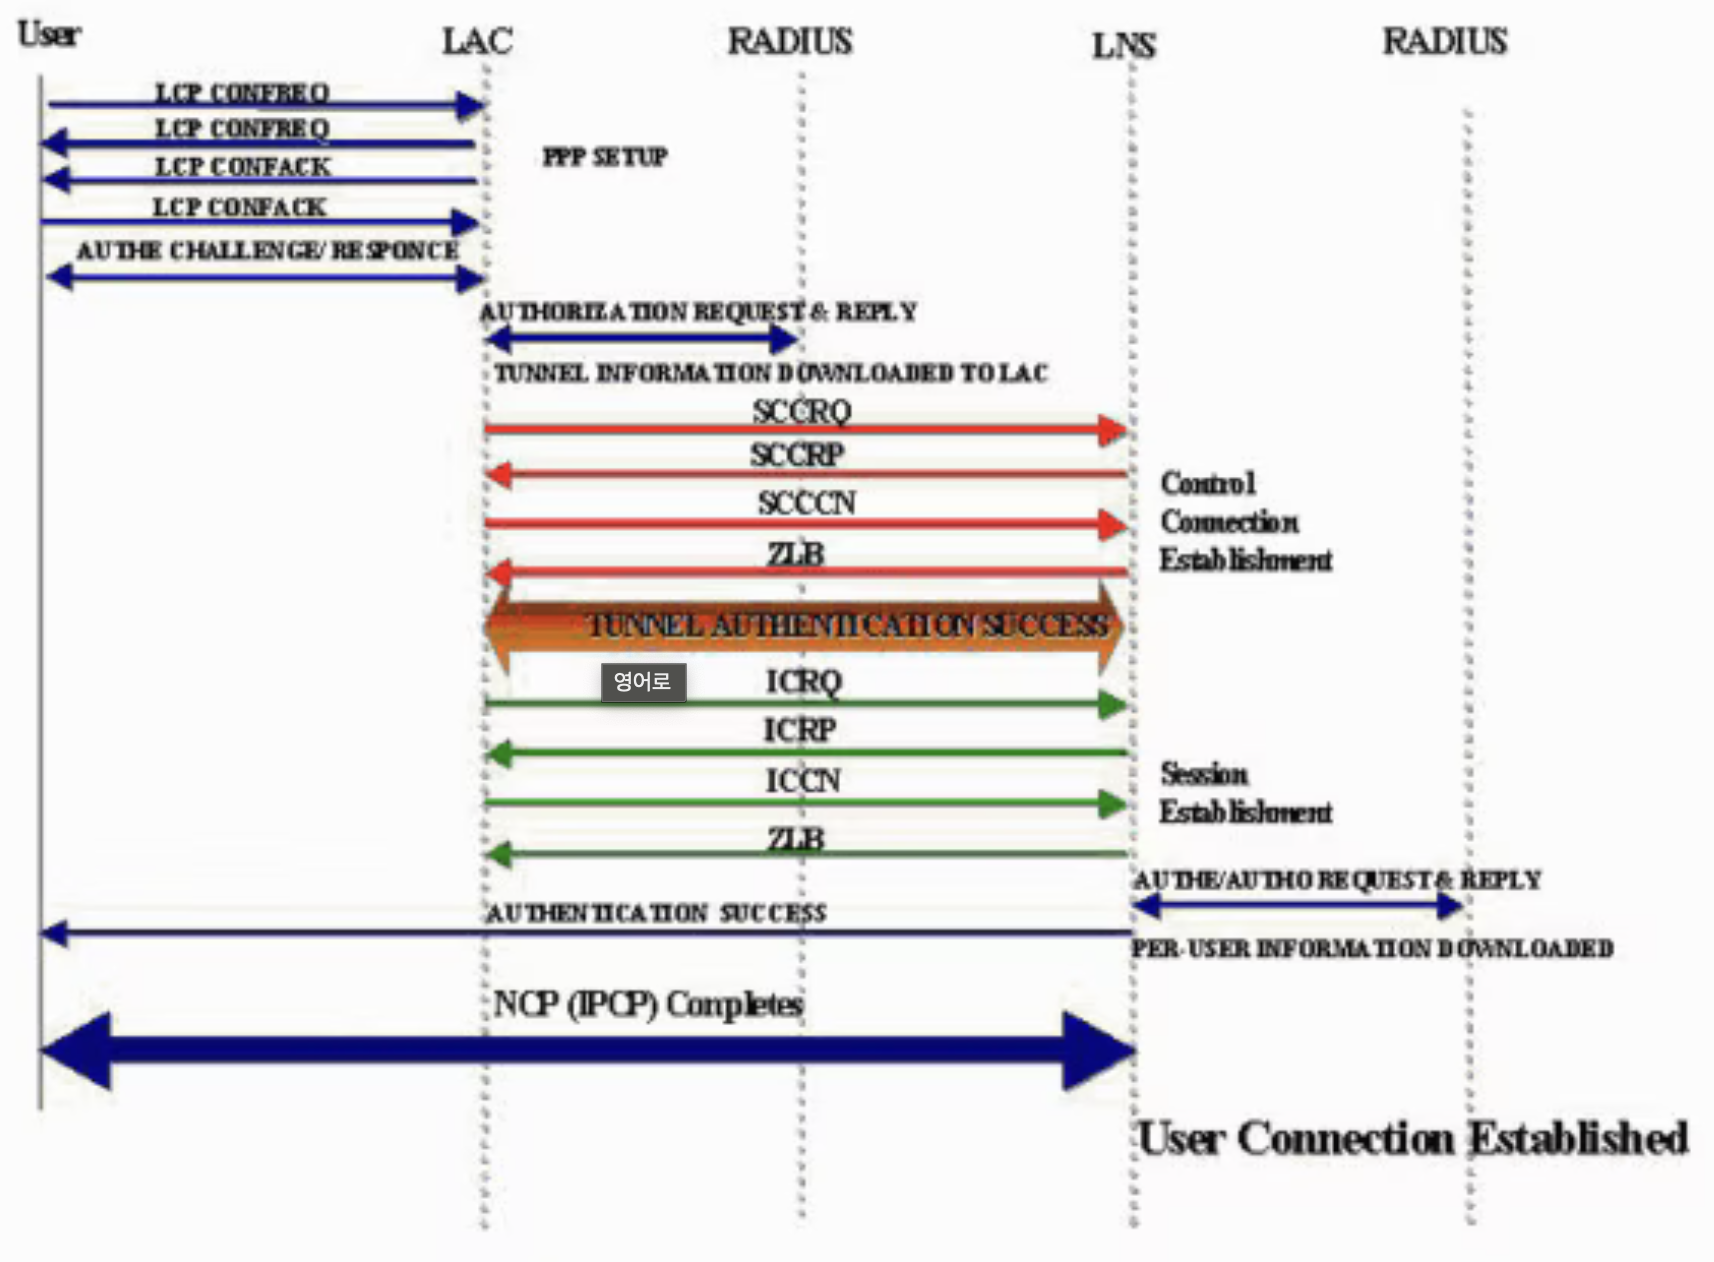 User
LAC
RADIUS
LNS
RADIUS
LCP CONFREQ
LCP CONFREQ
PPP SETUP
LCP CONFACK
LCP CONFACK
AUTHE CHALLENGE/ RESPONCE
AUTHORIZATION REQUEST & REPLY
TUNNEL INFORMATION DOWNLOADED TO LAC
SCCRQ
SCCRP
SCCCN
ZLB
Control
Connection
Establishment
TUNNEL AUTHENTICATION SUCCESS
영어로
ICRQ
ICRP
ICCN
ZLB
Session
Establishment
AUTHE/AUTHO REQUEST & REPLY
AUTHENTICATION SUCCESS
PER-USER INFORMATION DOWNLOADED
NCP (IPCP) Completes
User Connection Established